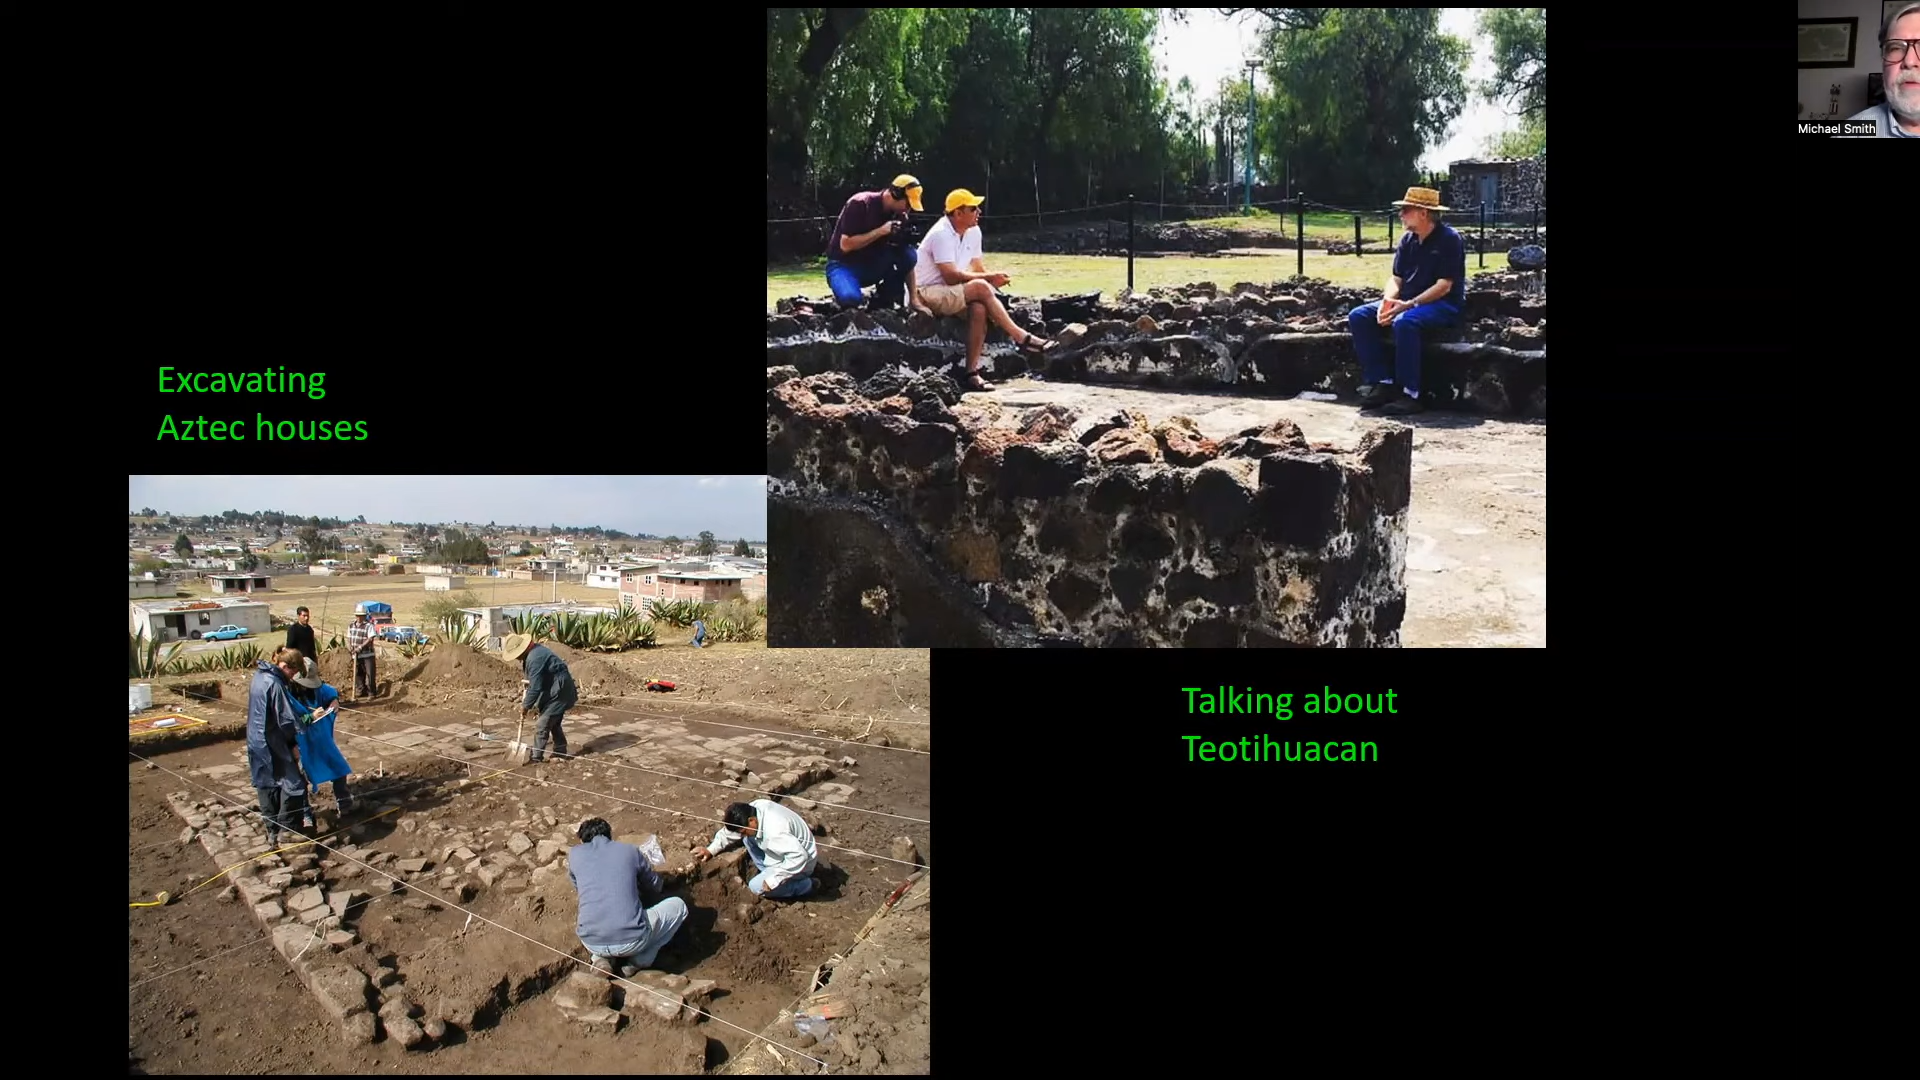 Michael Smith
Excavating
Aztec houses
Talking about
Teotihuacan